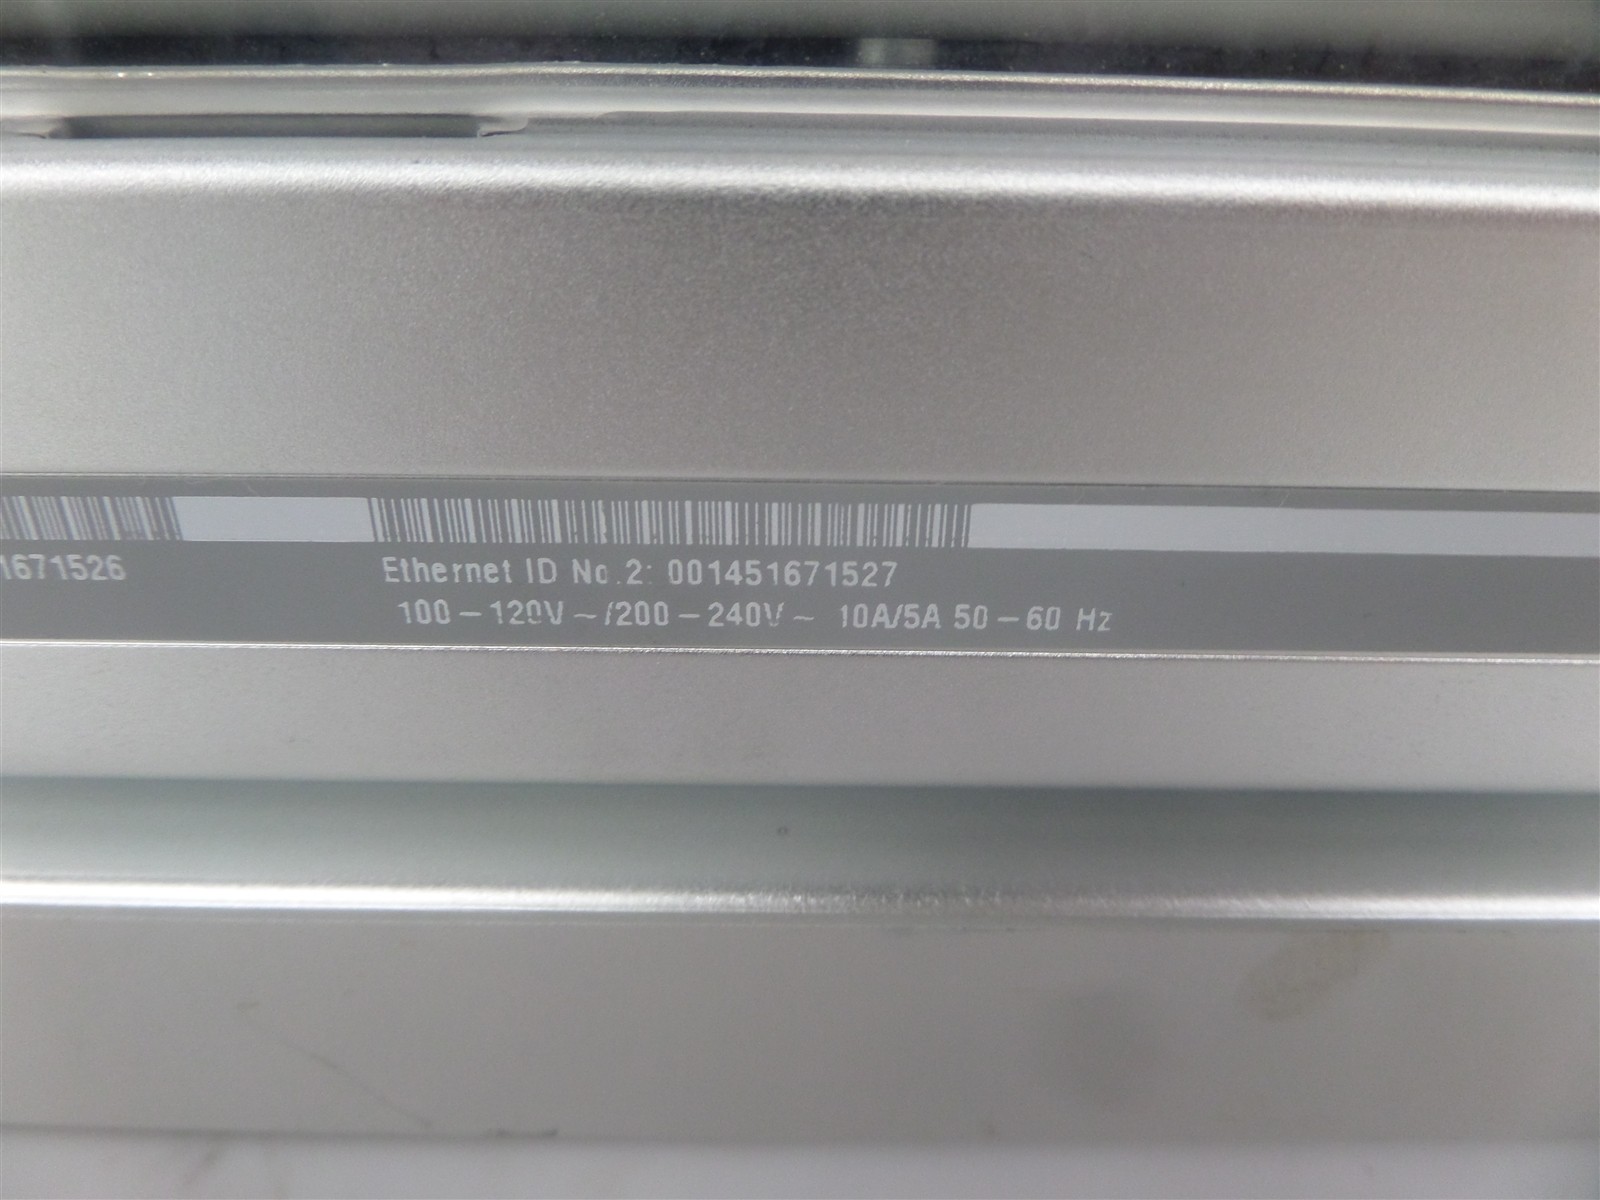 1671526
Ethernet ID No.2: 001451671527
100–120V~/200–240V~ 10A/5A 50–60 Hz